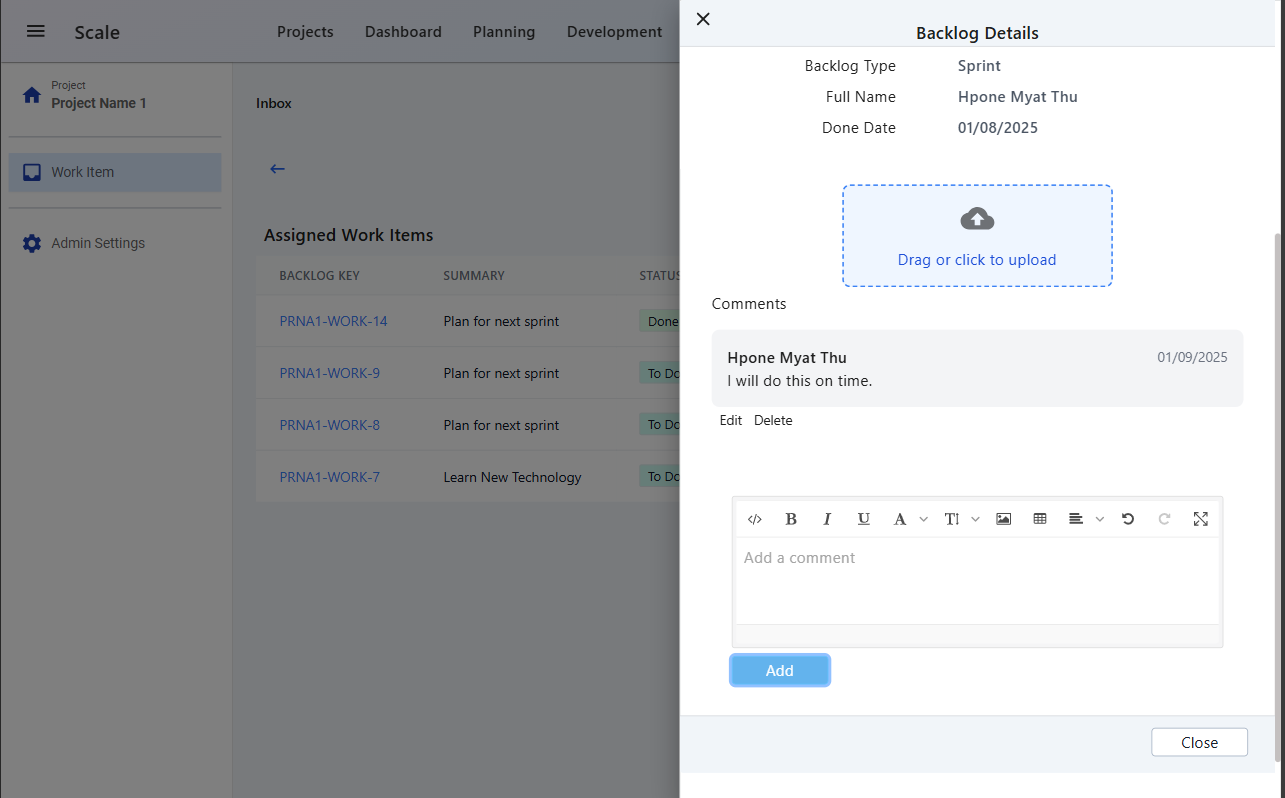 Scale
Projects
Dashboard
Planning
Development
Project
Project Name 1
Work Item
Admin Settings
Inbox
Assigned Work Items
BACKLOG KEY SUMMARY STATUS
PRNA1-WORK-14 Plan for next sprint Done
PRNA1-WORK-9 Plan for next sprint To Do
PRNA1-WORK-8 Plan for next sprint To Do
PRNA1-WORK-7 Learn New Technology To Do
Backlog Details
Backlog Type Sprint
Full Name Hpone Myat Thu
Done Date 01/08/2025
Drag or click to upload
Comments
Hpone Myat Thu 01/09/2025
I will do this on time.
Edit Delete
Add a comment
Add
Close